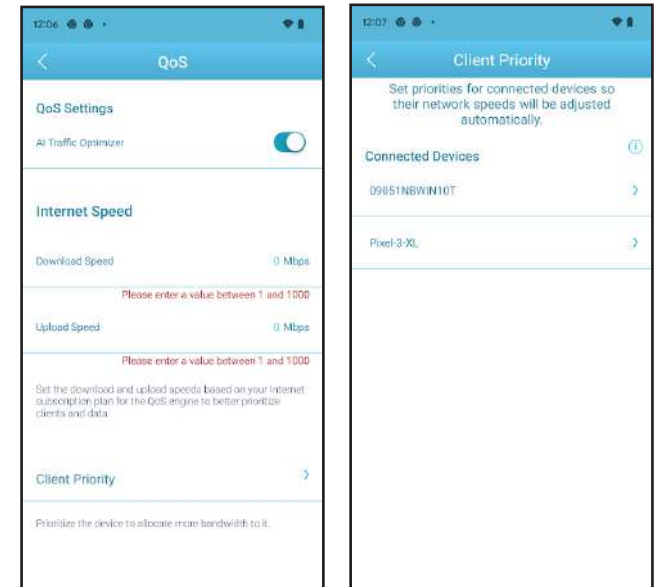 12:06
QoS
QoS Settings
AI Traffic Optimizer
Internet Speed
Download Speed
0 Mbps
Please enter a value between 1 and 1000
Upload Speed
0 Mbps
Please enter a value between 1 and 1000
Set the download and upload speeds based on your Internet
subscription plan for the QoS engine to better prioritize
clients and data.
Client Priority
Prioritize the device to allocate more bandwidth to it.
12:07
Client Priority
Set priorities for connected devices so
their network speeds will be adjusted
automatically.
Connected Devices
09051NBWIN10T
Pixel-3-XL